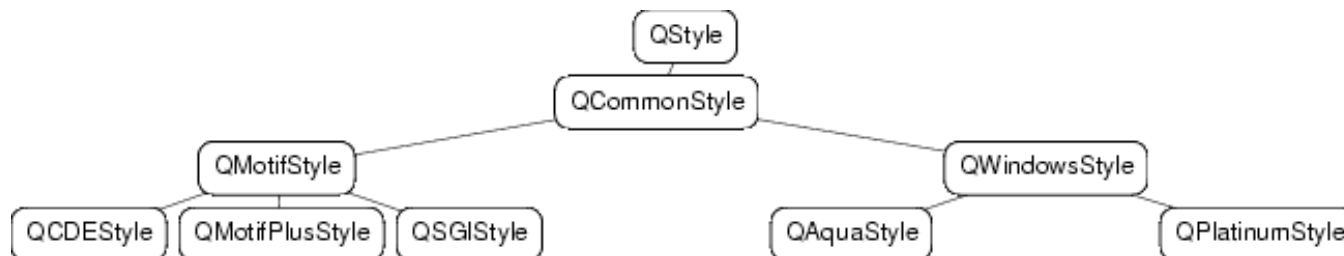 QStyle
QCommonStyle
QMotifStyle
QWindowsStyle
QCDEStyle
QMotifPlusStyle
QSGIStyle
QAquaStyle
QPlatinumStyle